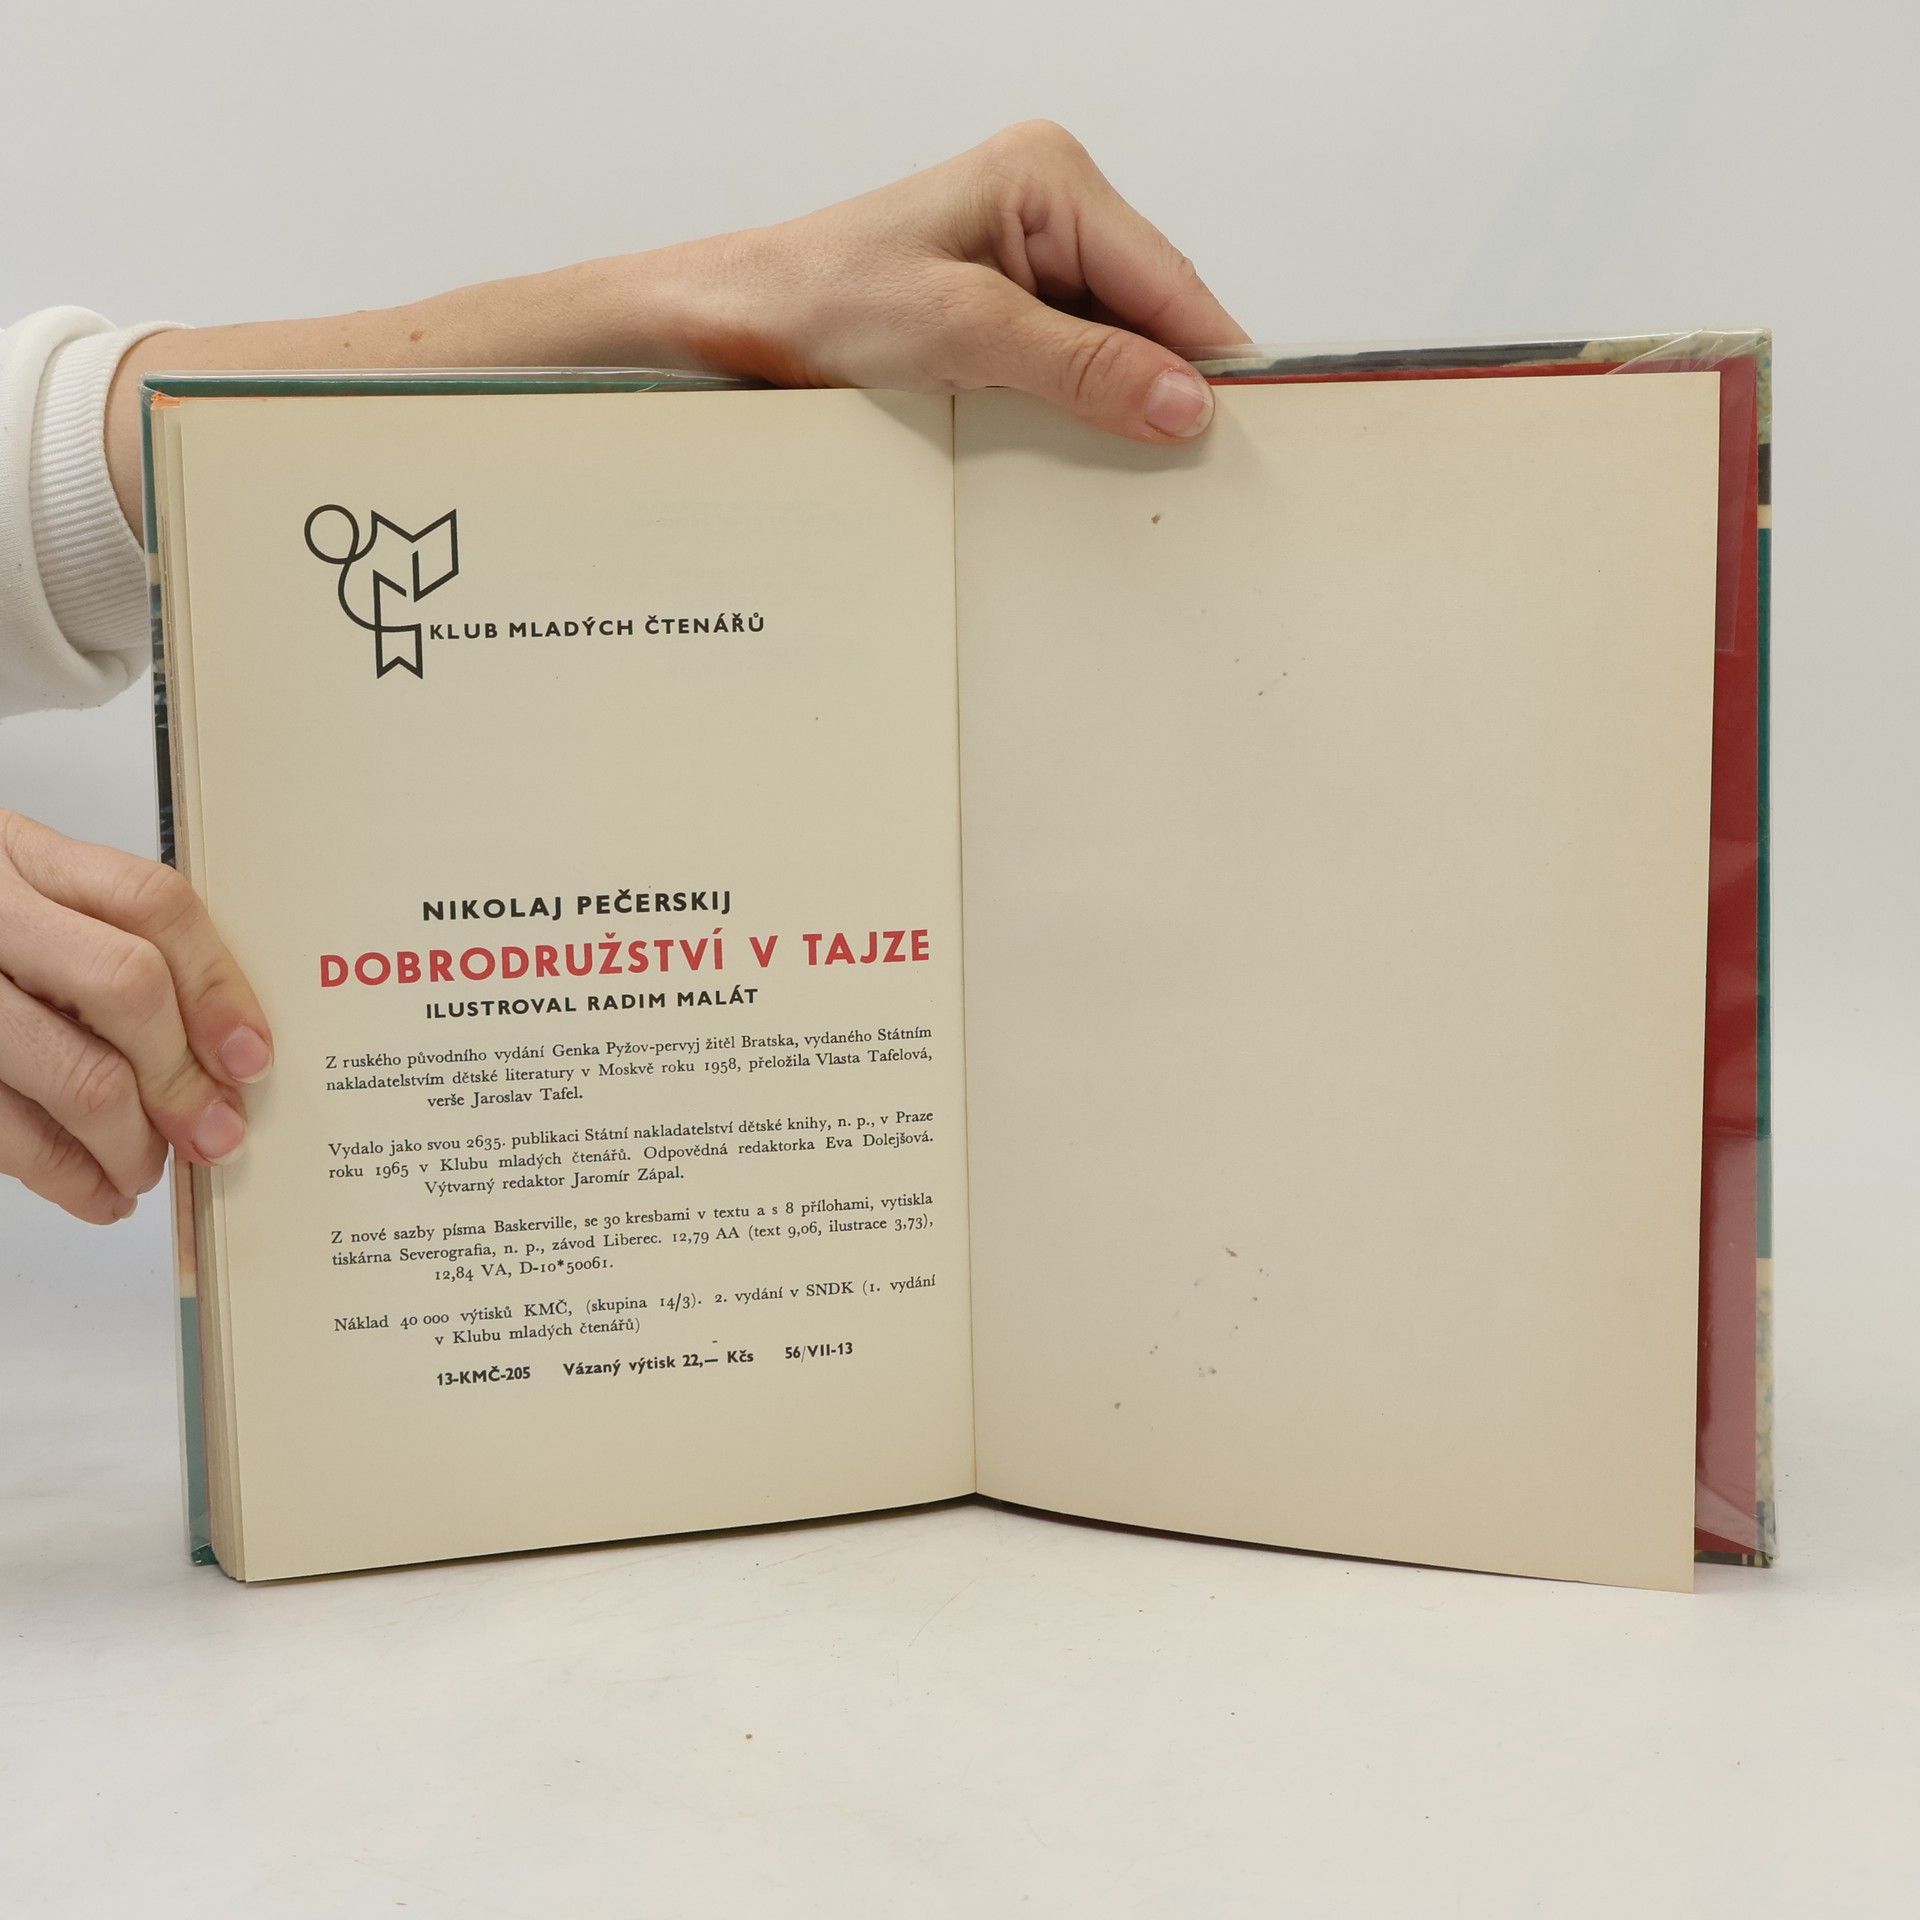 KLUB MLADÝCH ČTENÁŘŮ
NIKOLAJ PEČERSKIJ
DOBRODRUŽSTVÍ V TAJZE
ILUSTROVAL RADIM MALÁT
Z ruského původního vydání Genka Pyžov-pervyj žitěl Bratska, vydaného Státním
nakladatelstvím dětské literatury v Moskvě roku 1958, přeložila Vlasta Tafelová,
verše Jaroslav Tafel.
Vydalo jako svou 2635. publikaci Státní nakladatelství dětské knihy, n. p., v Praze
roku 1965 v Klubu mladých čtenářů. Odpovědná redaktorka Eva Dolejšová.
Výtvarný redaktor Jaromír Zápal.
Z nové sazby písma Baskerville, se 30 kresbami v textu a s 8 přílohami, vytiskla
tiskárna Severografia, n. p., závod Liberec. 12,79 AA (text 9,06, ilustrace 3,73),
12,84 VA, D-10*50061.
Náklad 40 000 výtisků KMČ, (skupina 14/3). 2. vydání v SNDK (1. vydání
v Klubu mladých čtenářů)
13-KMČ-205 Vázaný výtisk 22,— Kčs 56/VII-13